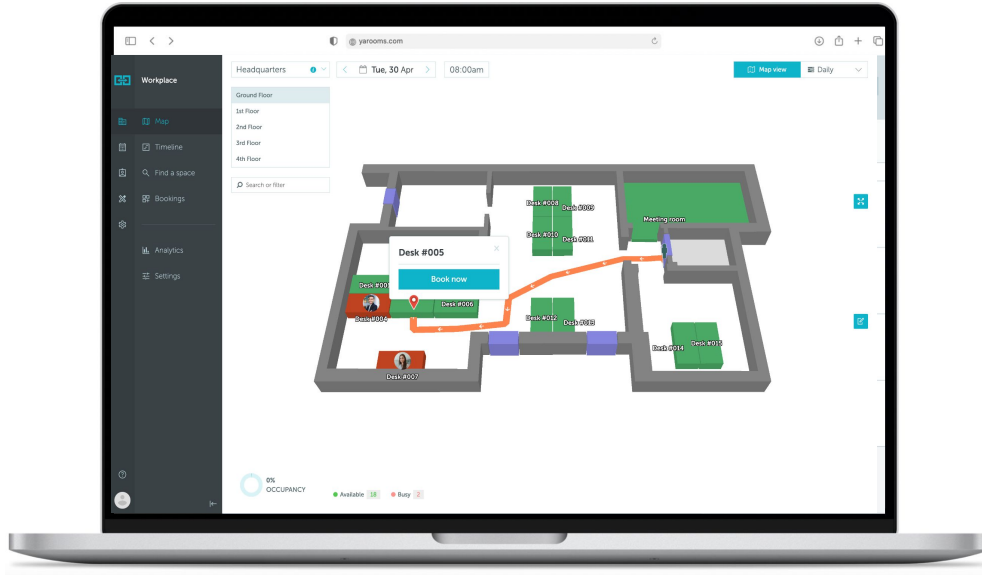 yarooms.com
Workplace
Map
Timeline
Find a space
Bookings
Analytics
Settings
Headquarters
Tue, 30 Apr
08:00am
Map view
Daily
Ground Floor
1st Floor
2nd Floor
3rd Floor
4th Floor
Search or filter
Desk #008
Desk #009
Meeting room
Desk #010
Desk #011
Desk #005
Book now
Desk #006
Desk #004
Desk #012
Desk #013
Desk #014
Desk #015
Desk #007
0%
OCCUPANCY
Available 18
Busy 2